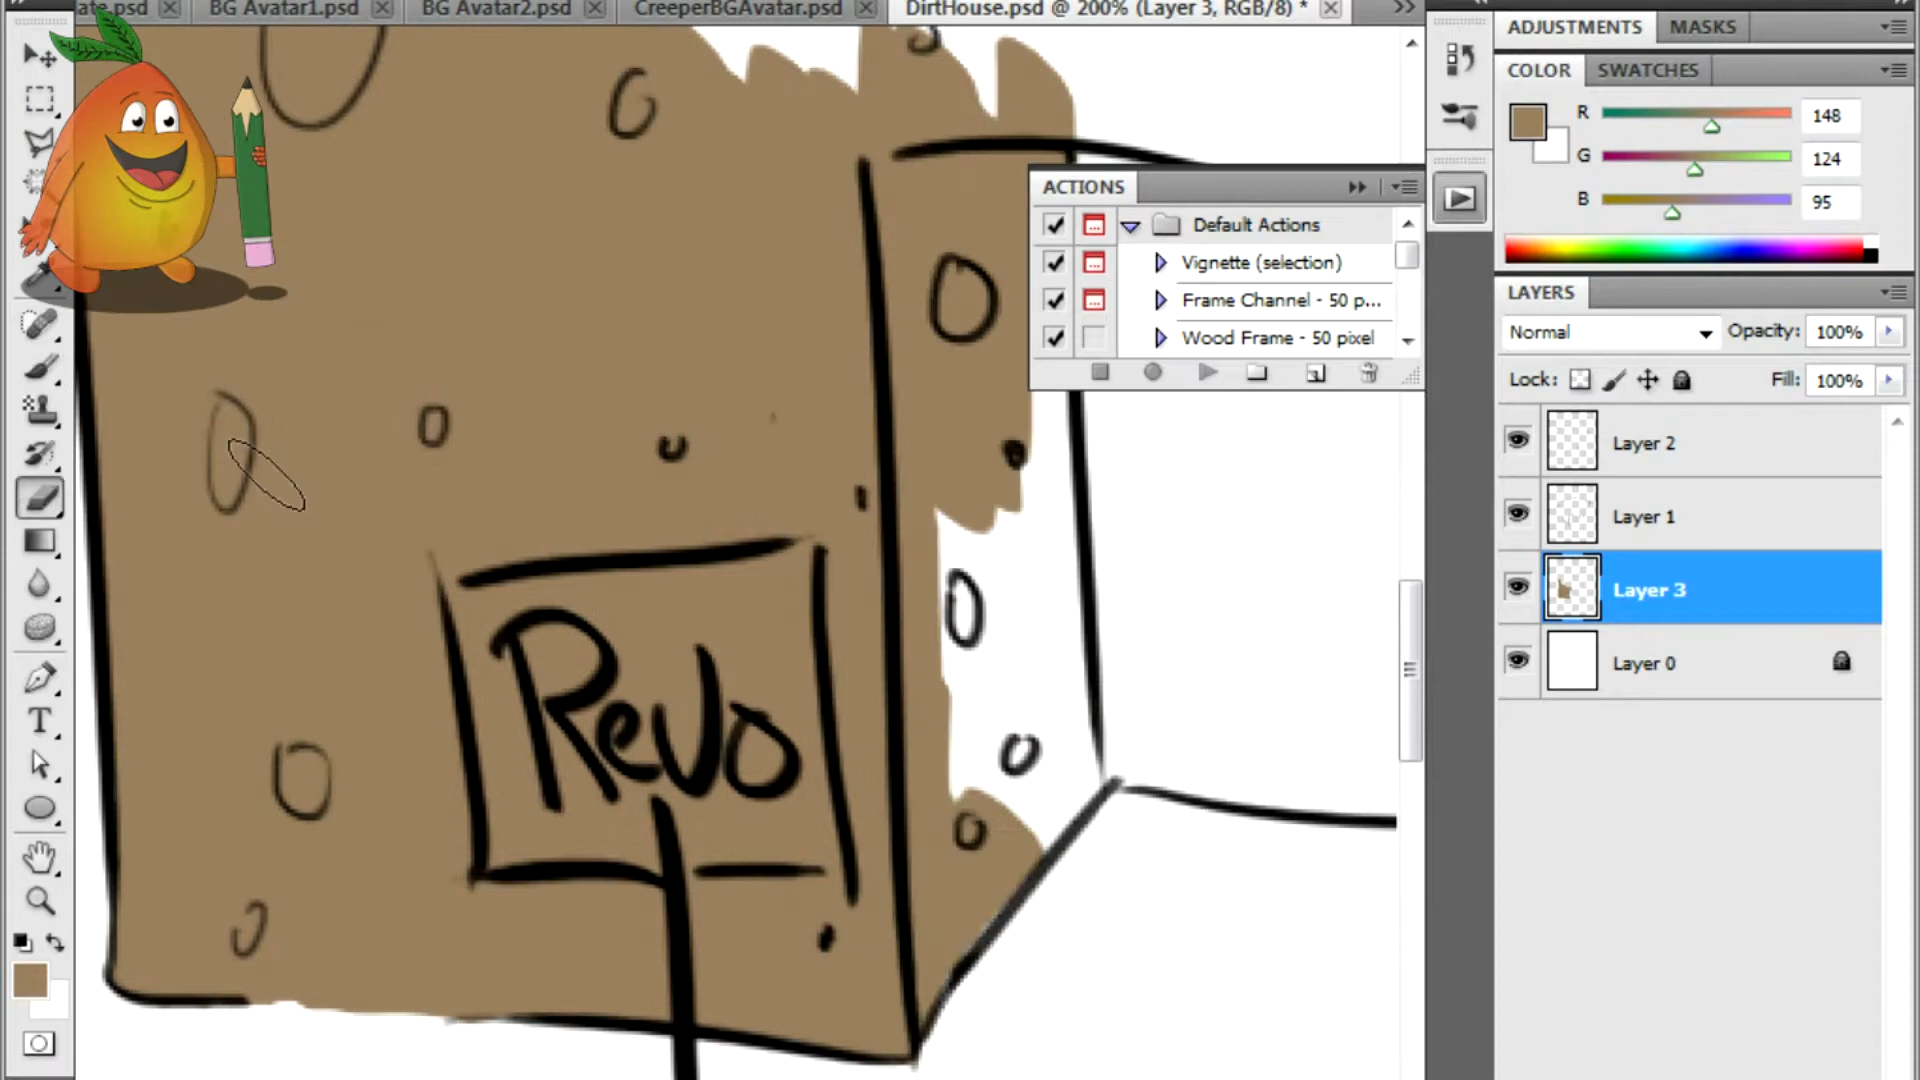 ate.psd
BG Avatar1.psd
BG Avatar2.psd
CreeperBGAvatar.psd
DirtHouse.psd @ 200% (Layer 3, RGB/8) *
ADJUSTMENTS
MASKS
COLOR
SWATCHES
R
148
G
124
B
95
ACTIONS
Default Actions
Vignette (selection)
Frame Channel - 50 p...
Wood Frame - 50 pixel
LAYERS
Normal
Opacity:
100%
Lock:
Fill:
100%
Layer 2
Layer 1
Layer 3
Layer 0
T
Revo